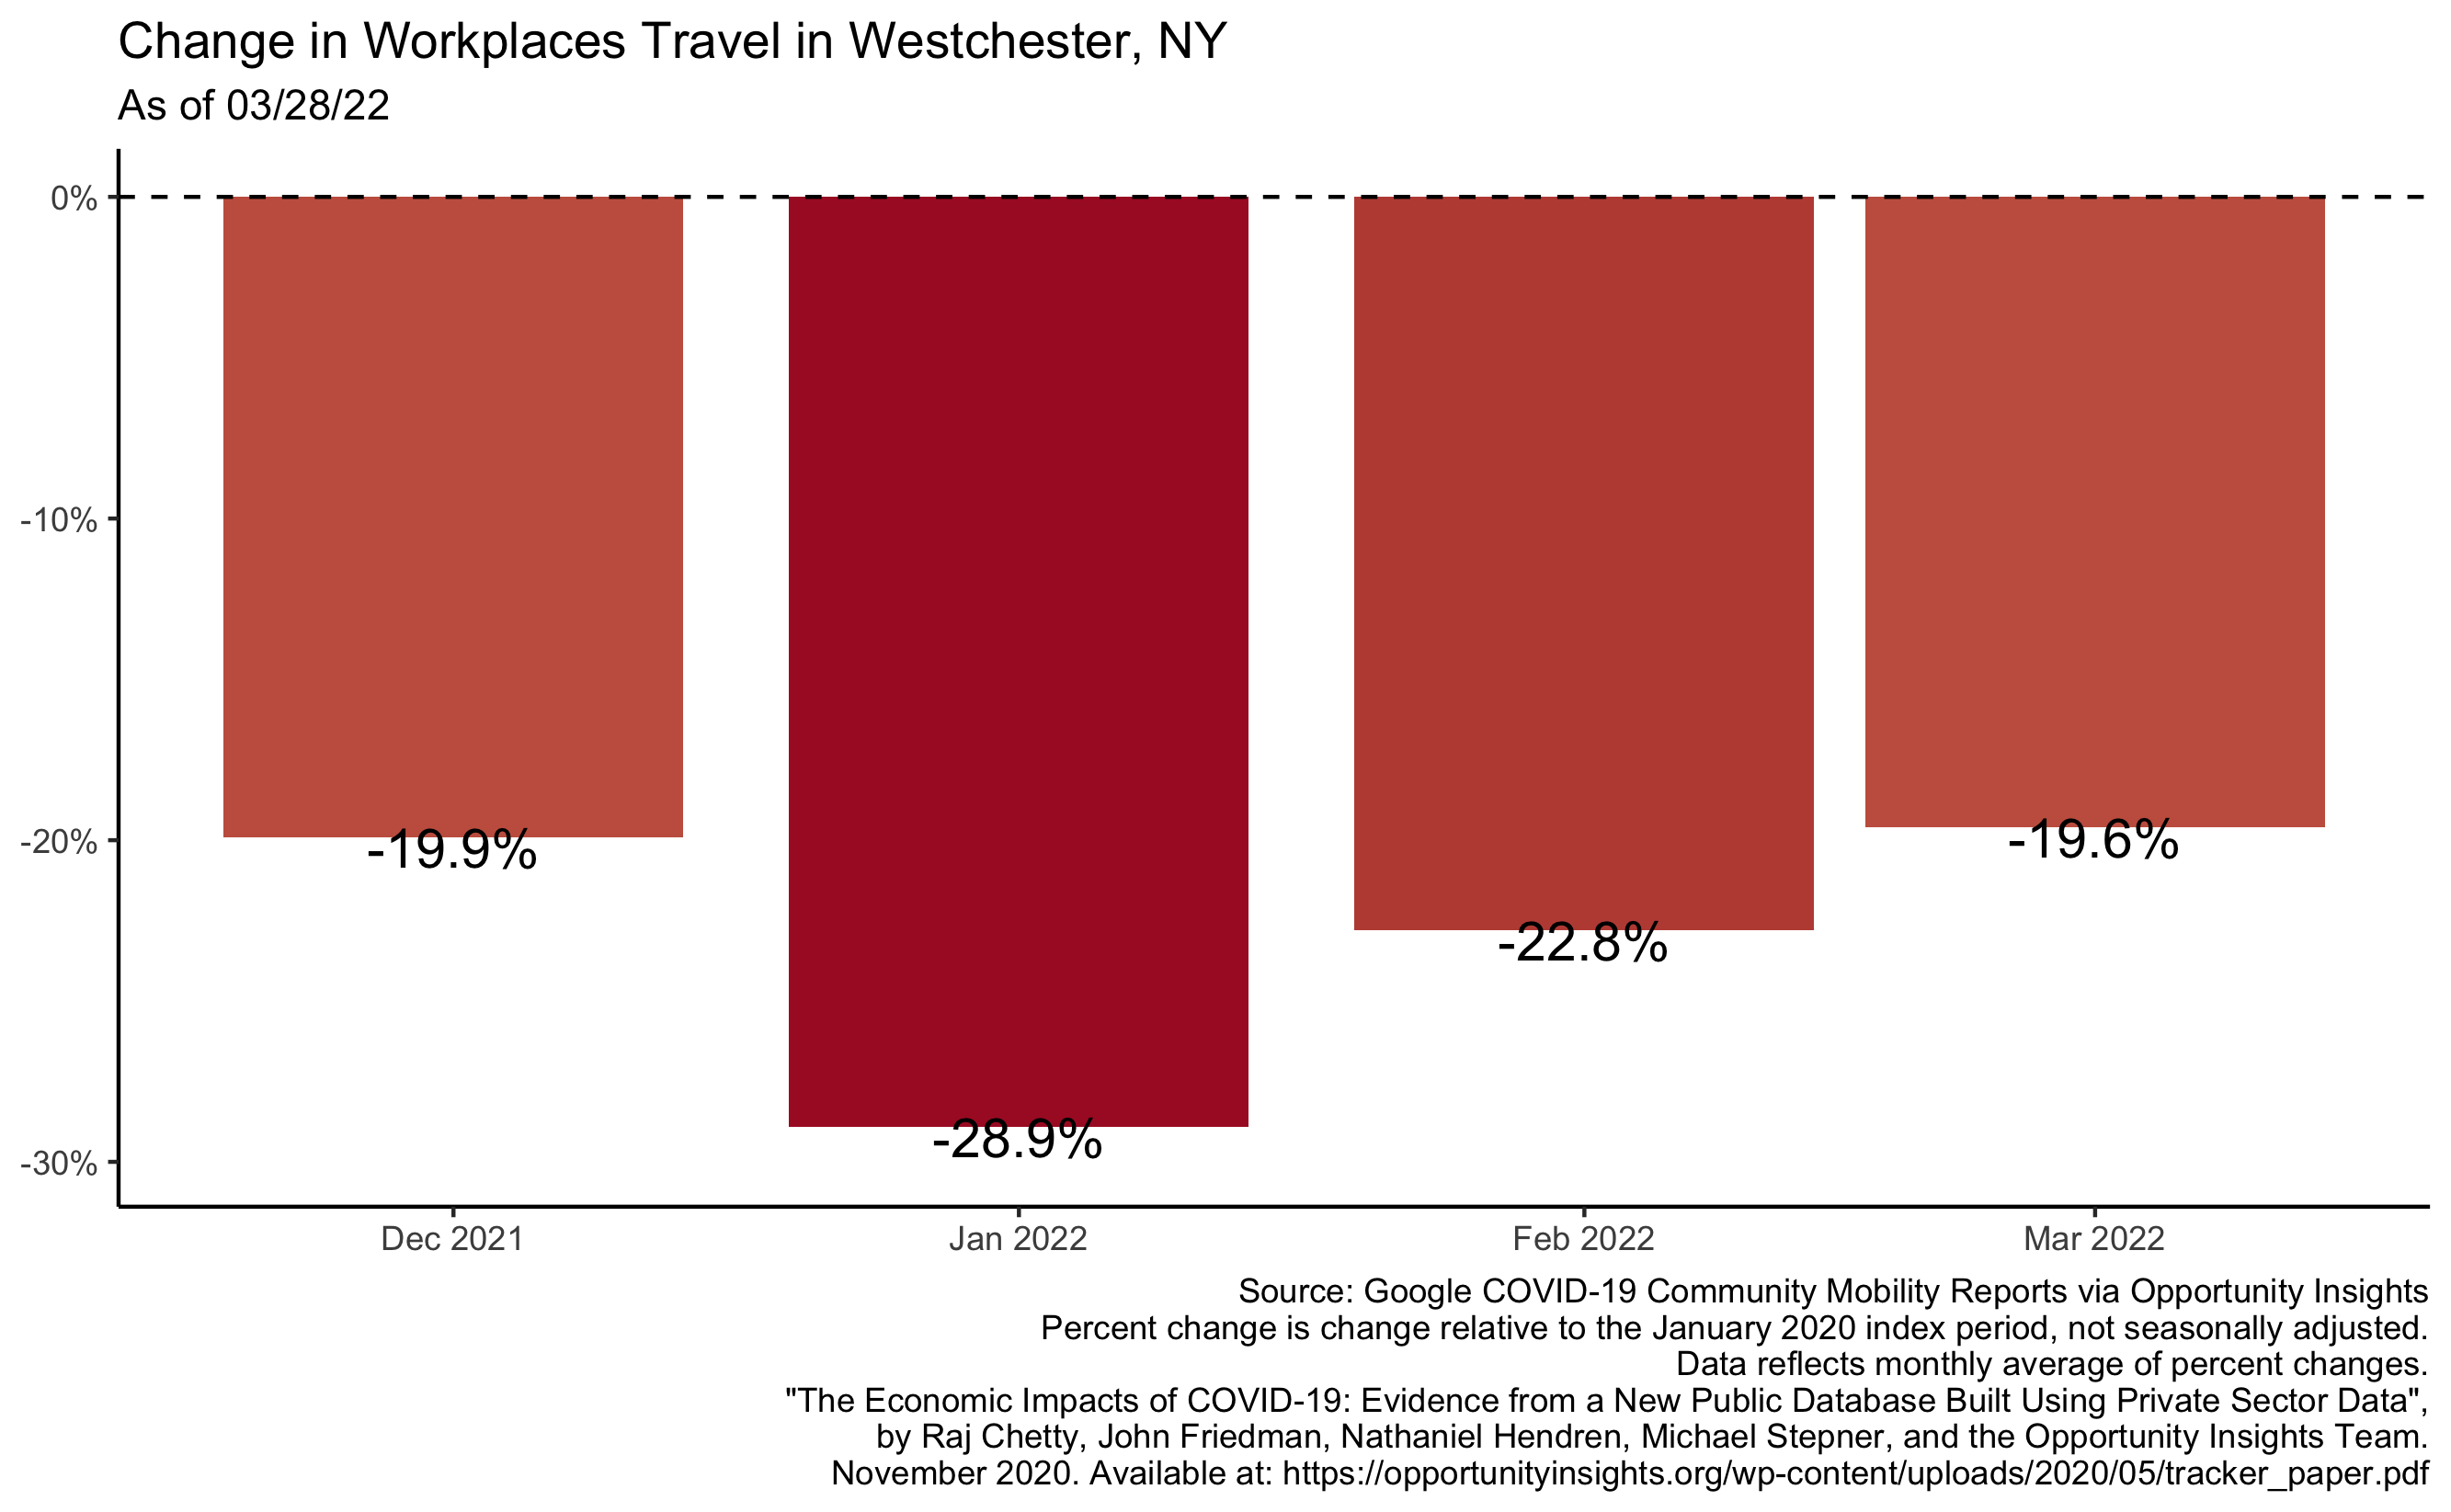 Change in Workplaces Travel in Westchester, NY
As of 03/28/22
0%
-10%
-20%
-30%
-19.9%
-28.9%
-22.8%
-19.6%
Dec 2021
Jan 2022
Feb 2022
Mar 2022
Source: Google COVID-19 Community Mobility Reports via Opportunity Insights
Percent change is change relative to the January 2020 index period, not seasonally adjusted.
Data reflects monthly average of percent changes.
"The Economic Impacts of COVID-19: Evidence from a New Public Database Built Using Private Sector Data",
by Raj Chetty, John Friedman, Nathaniel Hendren, Michael Stepner, and the Opportunity Insights Team.
November 2020. Available at: https://opportunityinsights.org/wp-content/uploads/2020/05/tracker_paper.pdf